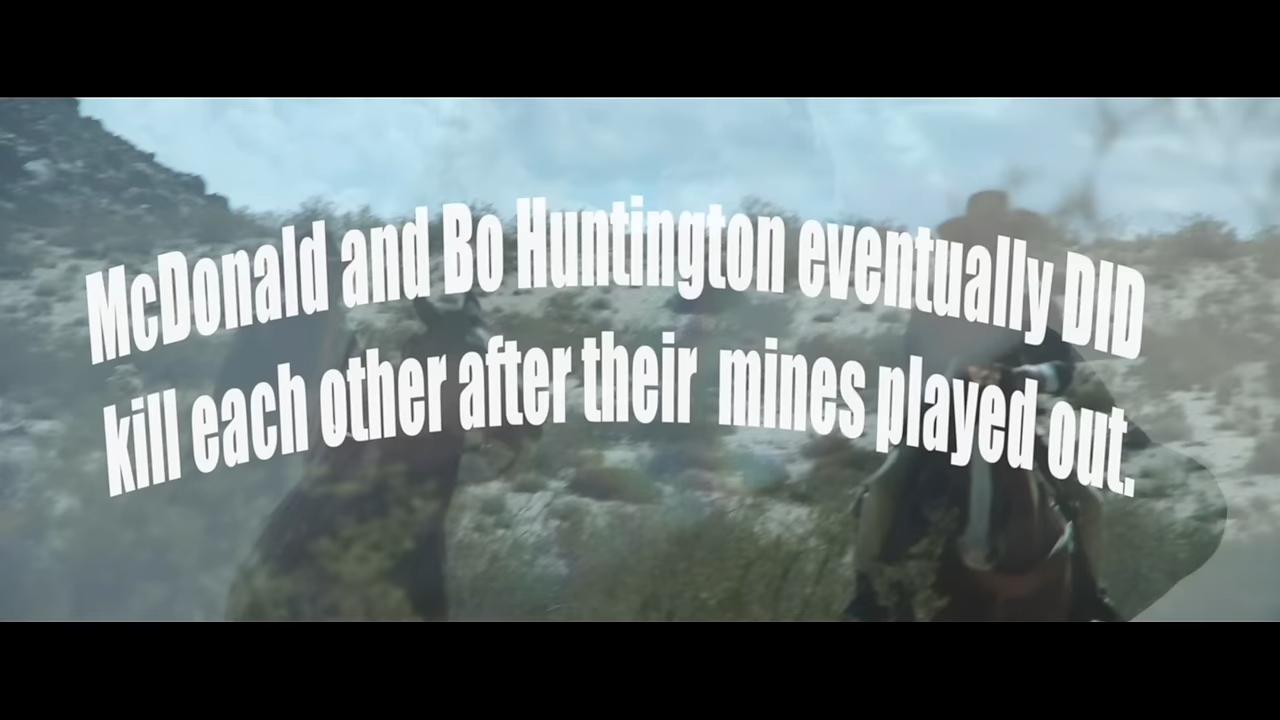 McDonald and Bo Huntington eventually DID
kill each other after their mines played out.